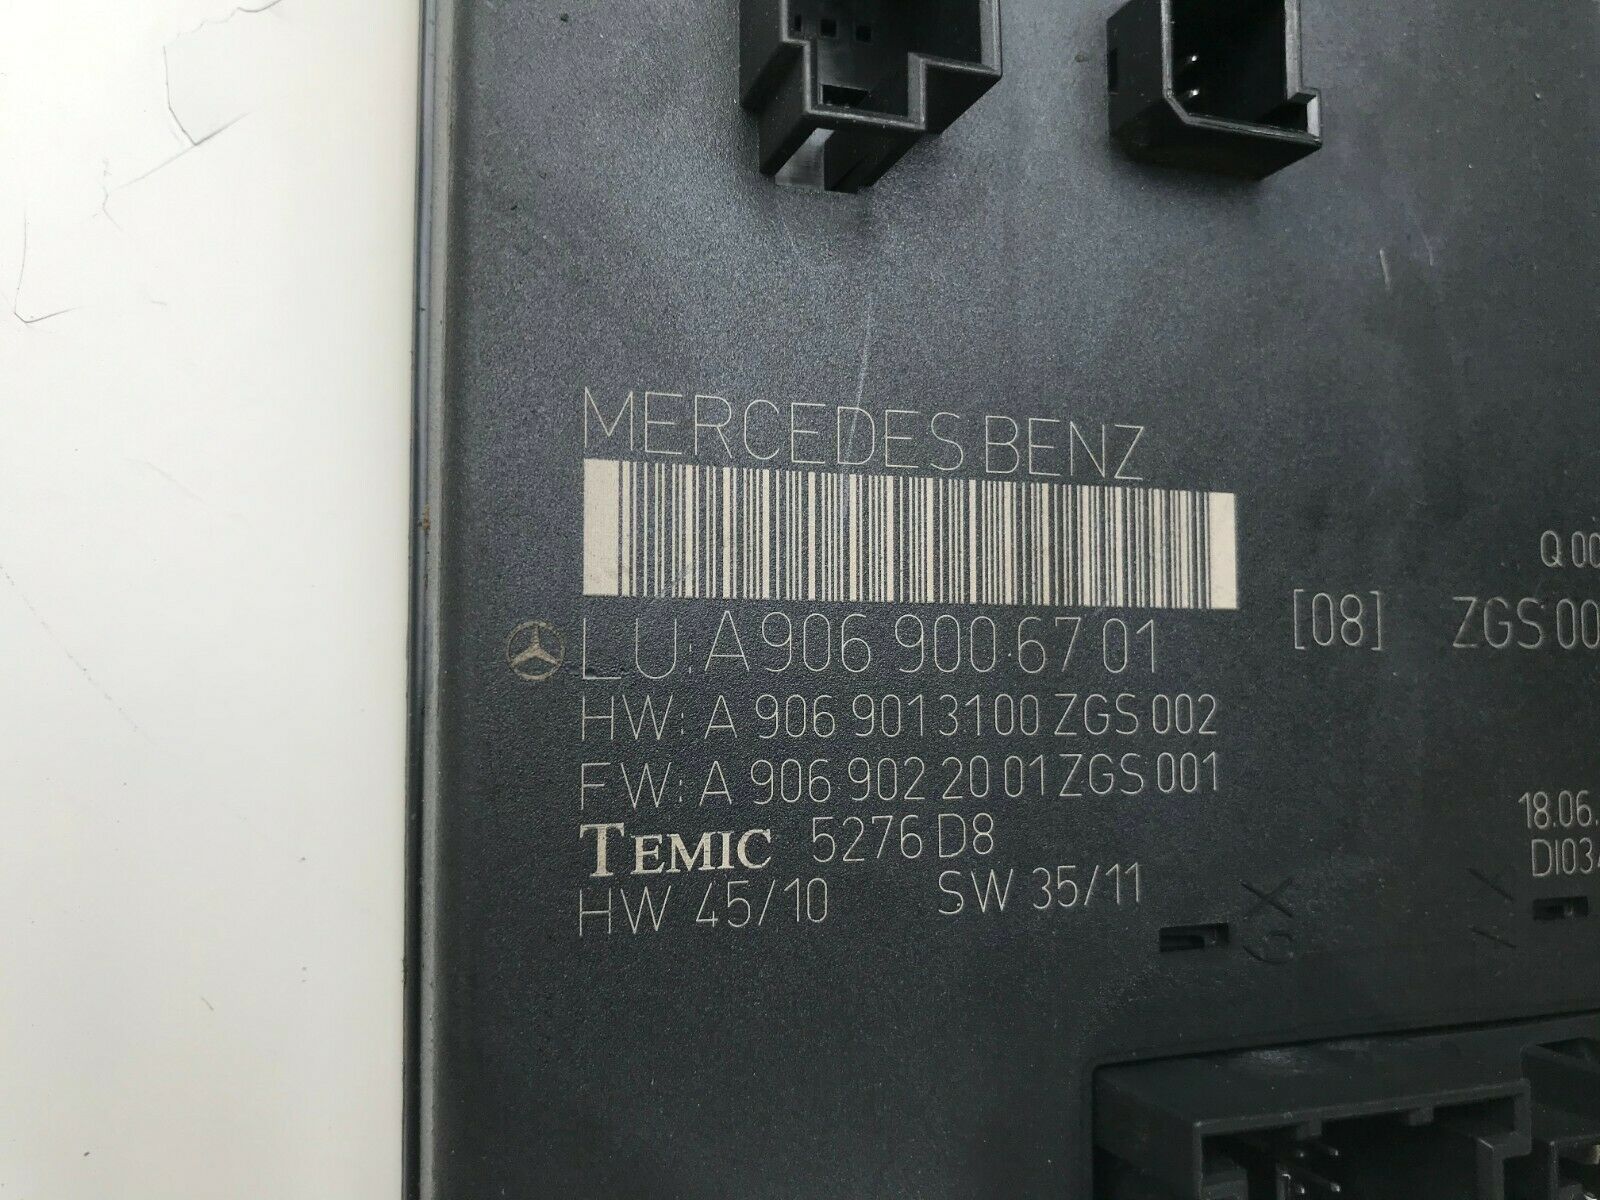 MERCEDES BENZ
Q 00
LU: A 906 900 67 01 [08] ZGS 00
HW: A 906 901 31 00 ZGS 002
FW: A 906 902 20 01 ZGS 001
TEMIC 5276 D8 18.06.
HW 45/10 SW 35/11 DI03
6X